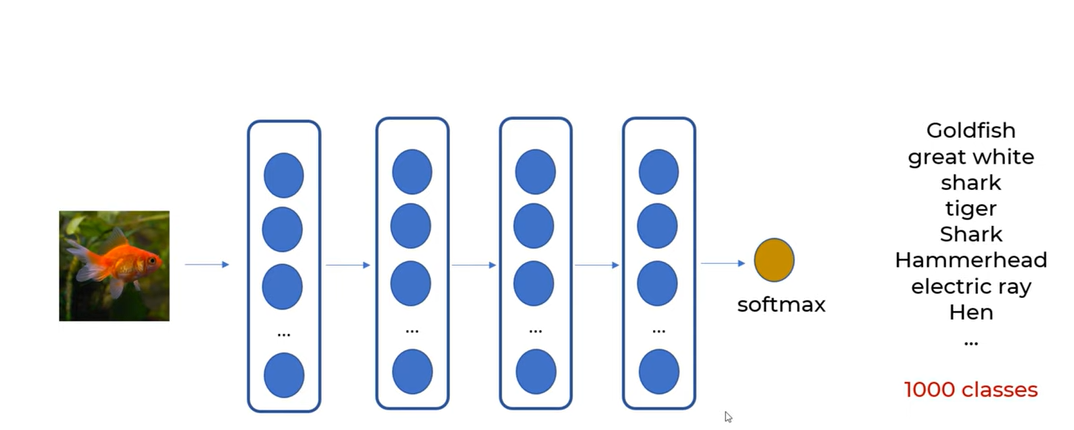 ...
...
...
...
softmax
Goldfish
great white
shark
tiger
Shark
Hammerhead
electric ray
Hen
...
1000 classes